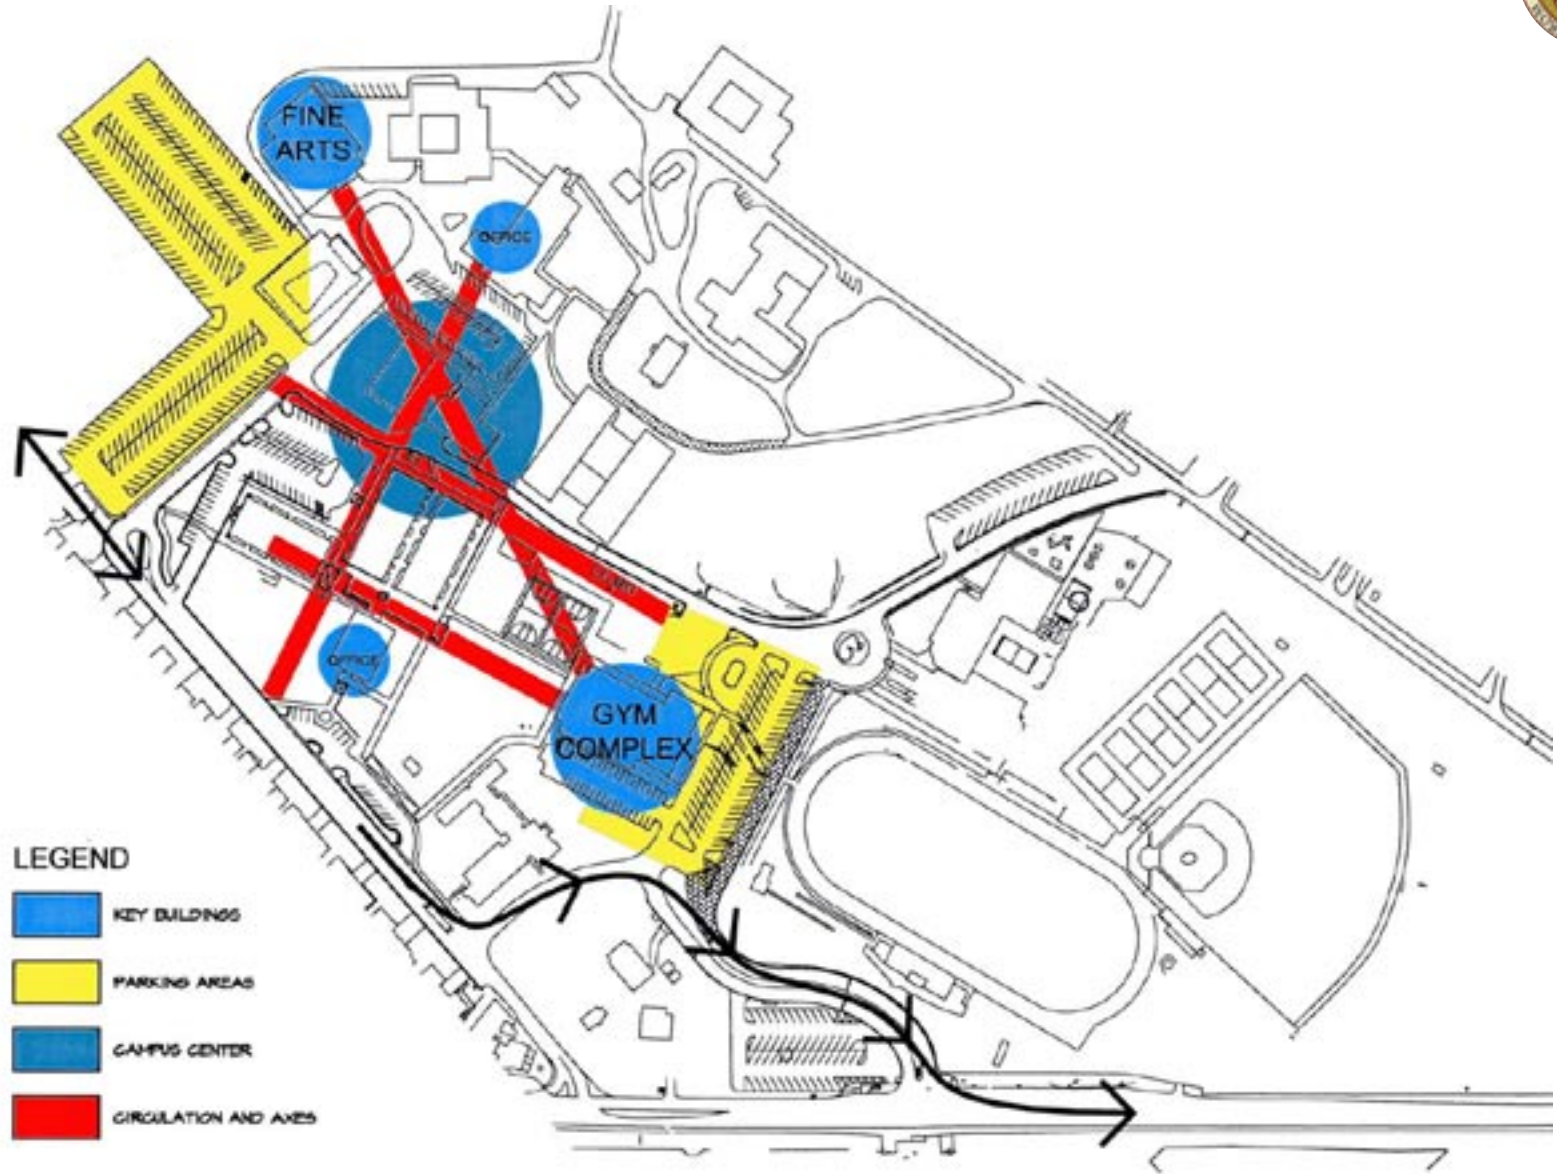 FINE
ARTS
OFFICE
OFFICE
GYM
COMPLEX
LEGEND
KEY BUILDINGS
PARKING AREAS
CAMPUS CENTER
CIRCULATION AND AXES